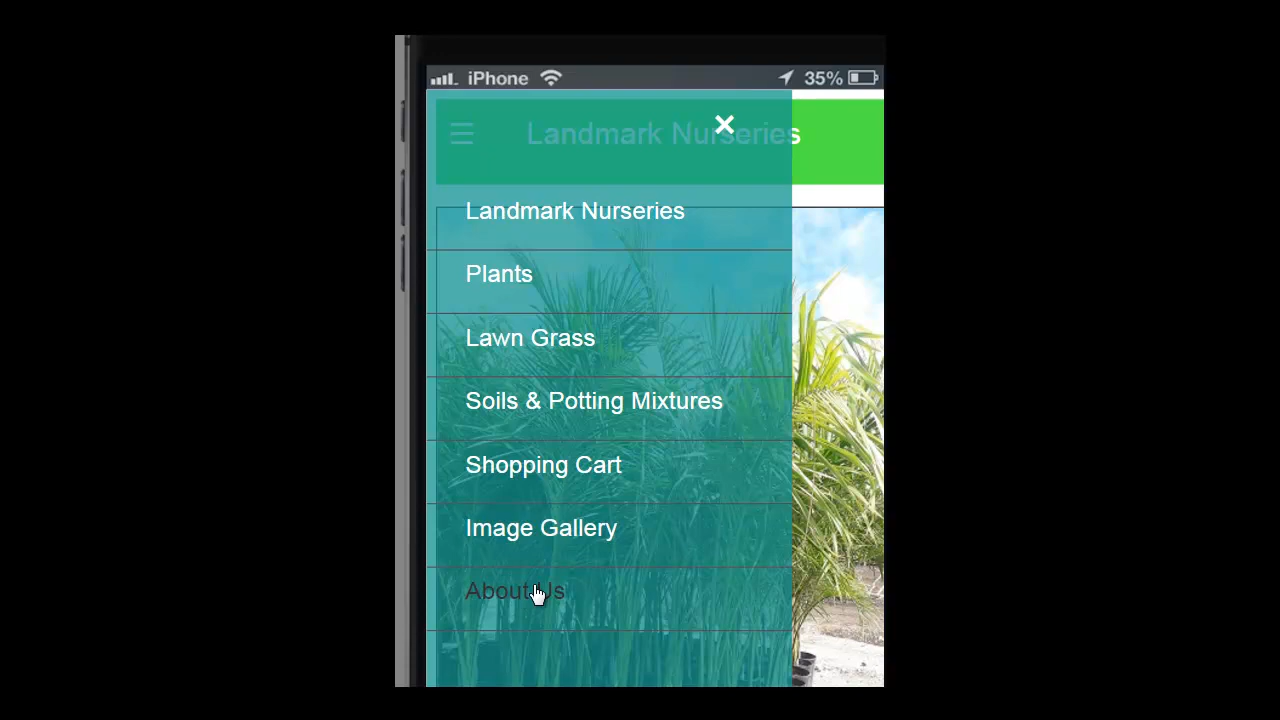 iPhone 35%
Landmark Nurseries
Landmark Nurseries
Plants
Lawn Grass
Soils & Potting Mixtures
Shopping Cart
Image Gallery
About Us